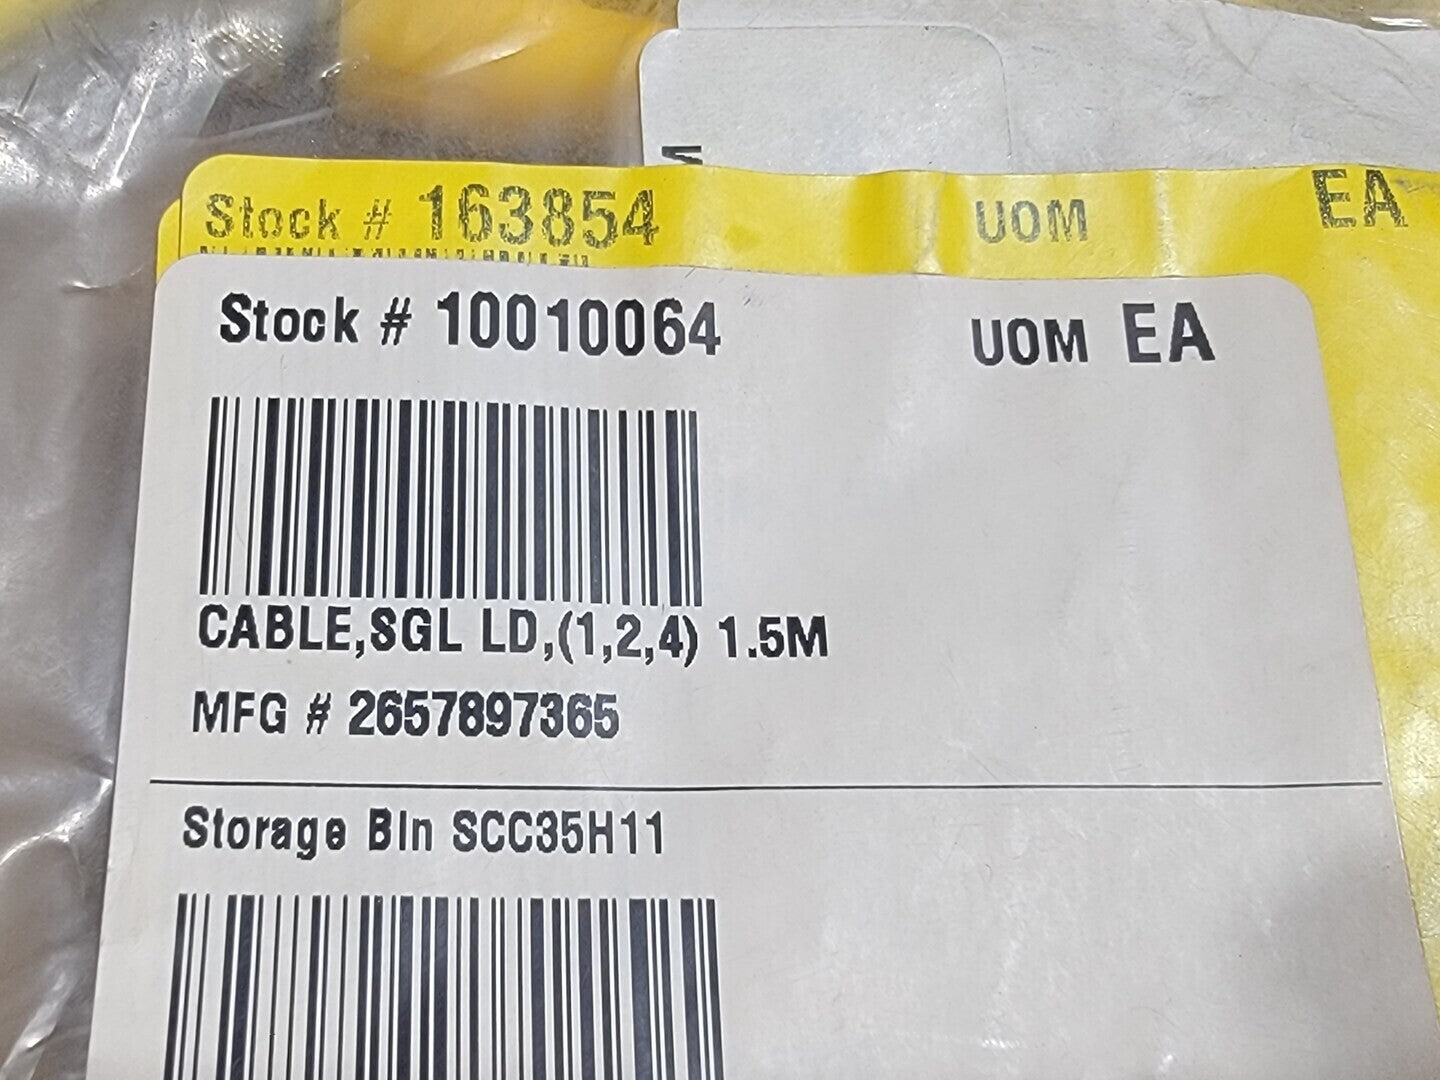 Stock # 163854 UOM EA
Stock # 10010064 UOM EA
CABLE,SGL LD,(1,2,4) 1.5M
MFG # 2657897365
Storage Bin SCC35H11